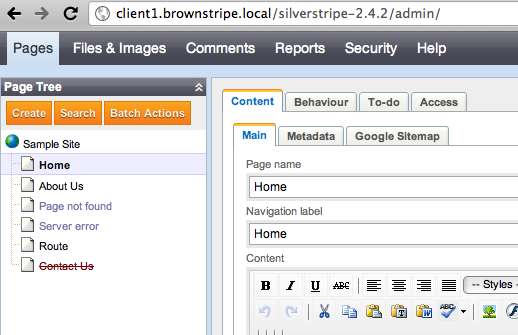 client1.brownstripe.local/silverstripe-2.4.2/admin/
Pages Files & Images Comments Reports Security Help
Page Tree
Create Search Batch Actions
Sample Site
Home
About Us
Page not found
Server error
Route
Contact Us
Content Behaviour To-do Access
Main Metadata Google Sitemap
Page name
Home
Navigation label
Home
Content
B I U ABC -- Styles -